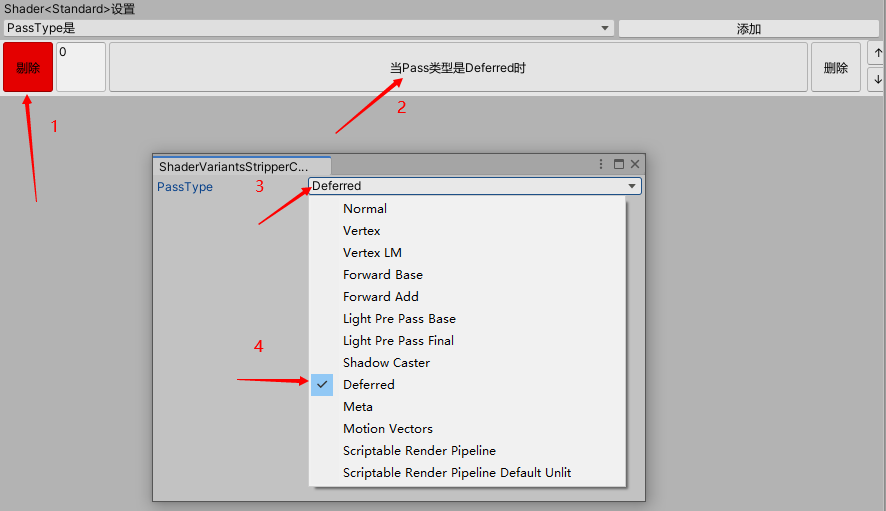 Shader<Standard>设置
PassType是
添加
剔除
0
当Pass类型是Deferred时
删除
↑
↓
1
2
ShaderVariantsStripperC...
PassType
3
Deferred
Normal
Vertex
Vertex LM
Forward Base
Forward Add
Light Pre Pass Base
Light Pre Pass Final
4
Shadow Caster
Deferred
Meta
Motion Vectors
Scriptable Render Pipeline
Scriptable Render Pipeline Default Unlit